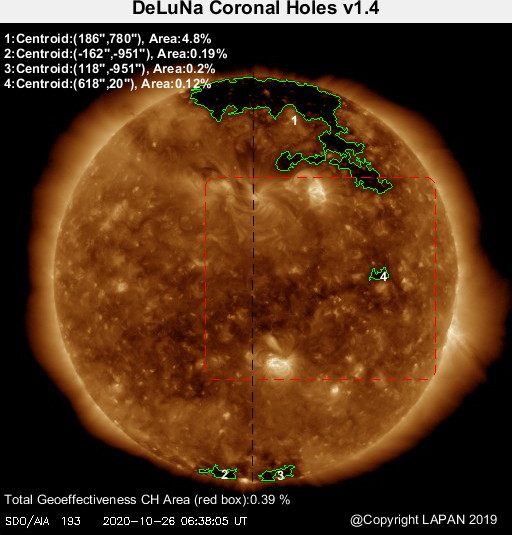 DeLuNa Coronal Holes v1.4
1:Centroid:(186",780"), Area:4.8%
2:Centroid:(-162",-951"), Area:0.19%
3:Centroid:(118",-951"), Area:0.2%
4:Centroid:(618",20"), Area:0.12%
1
4
2
3
Total Geoeffectiveness CH Area (red box):0.39 %
SDO/AIA 193 2020-10-26 06:38:05 UT
@Copyright LAPAN 2019